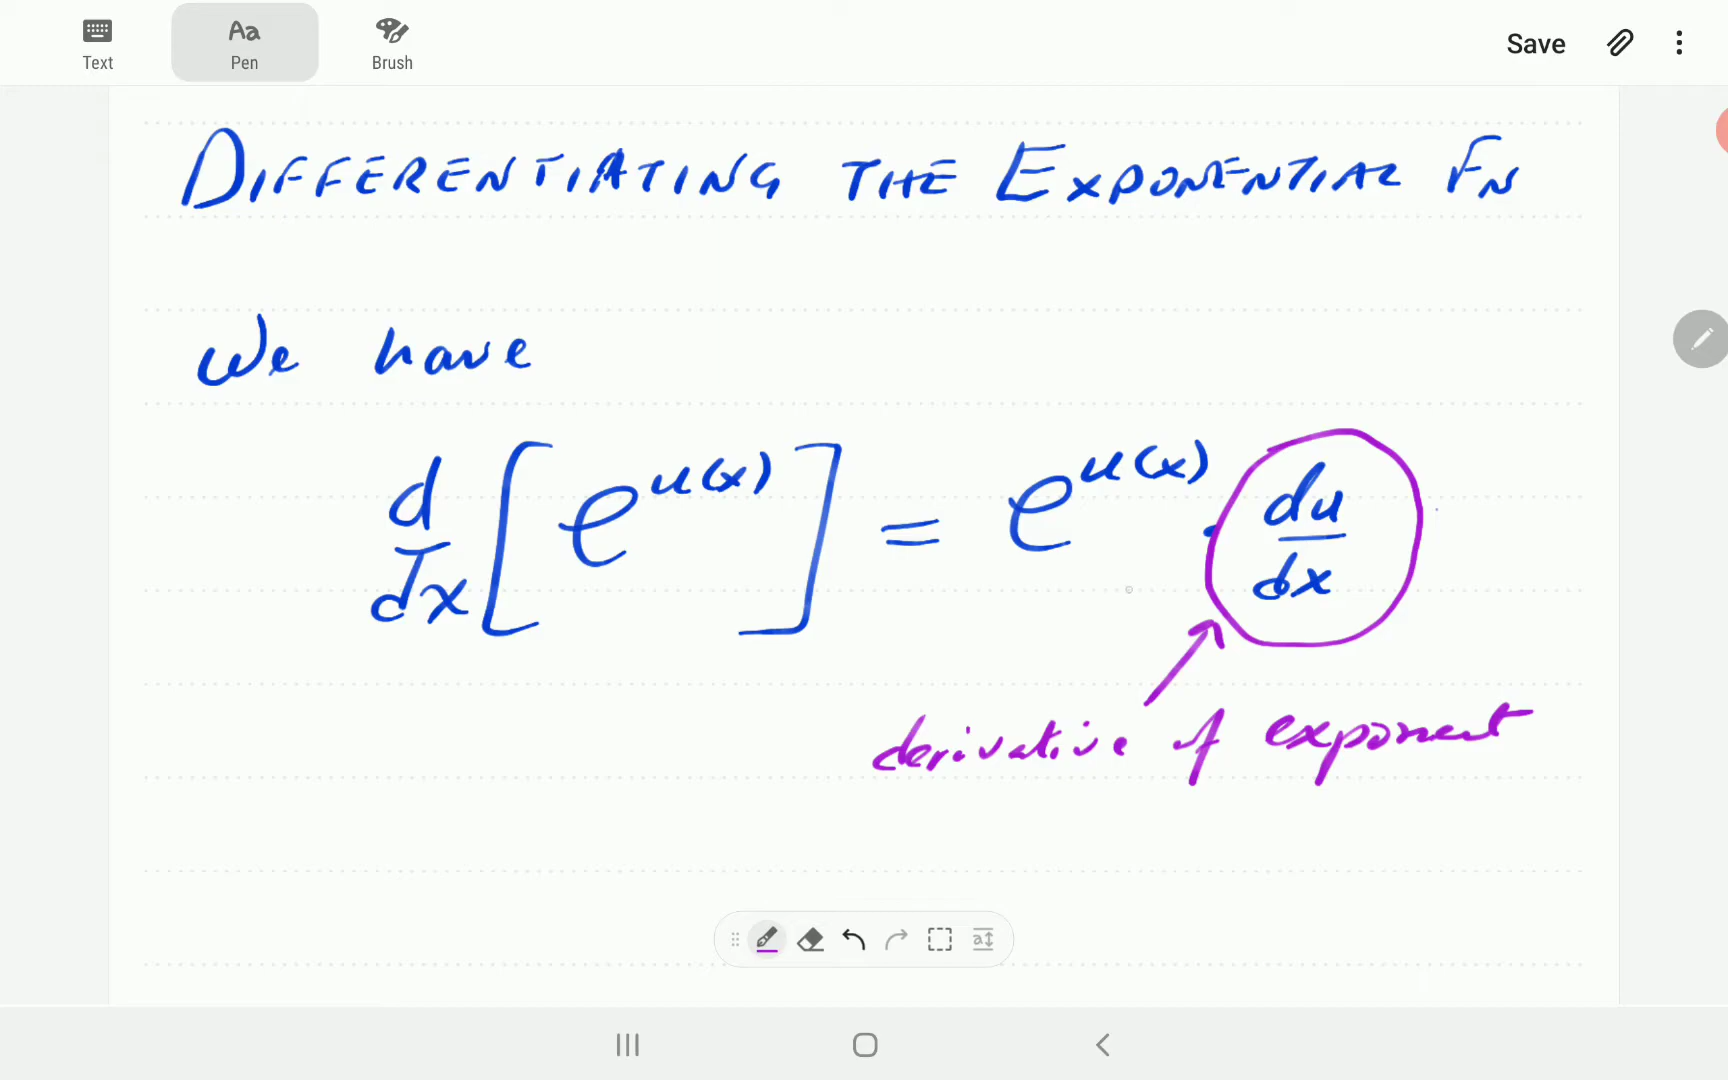 Text Pen Brush Save
DIFFERENTIATING THE EXPONENTIAL FN
We have
d/dx [e^u(x)] = e^u(x) · du/dx
derivative of exponent